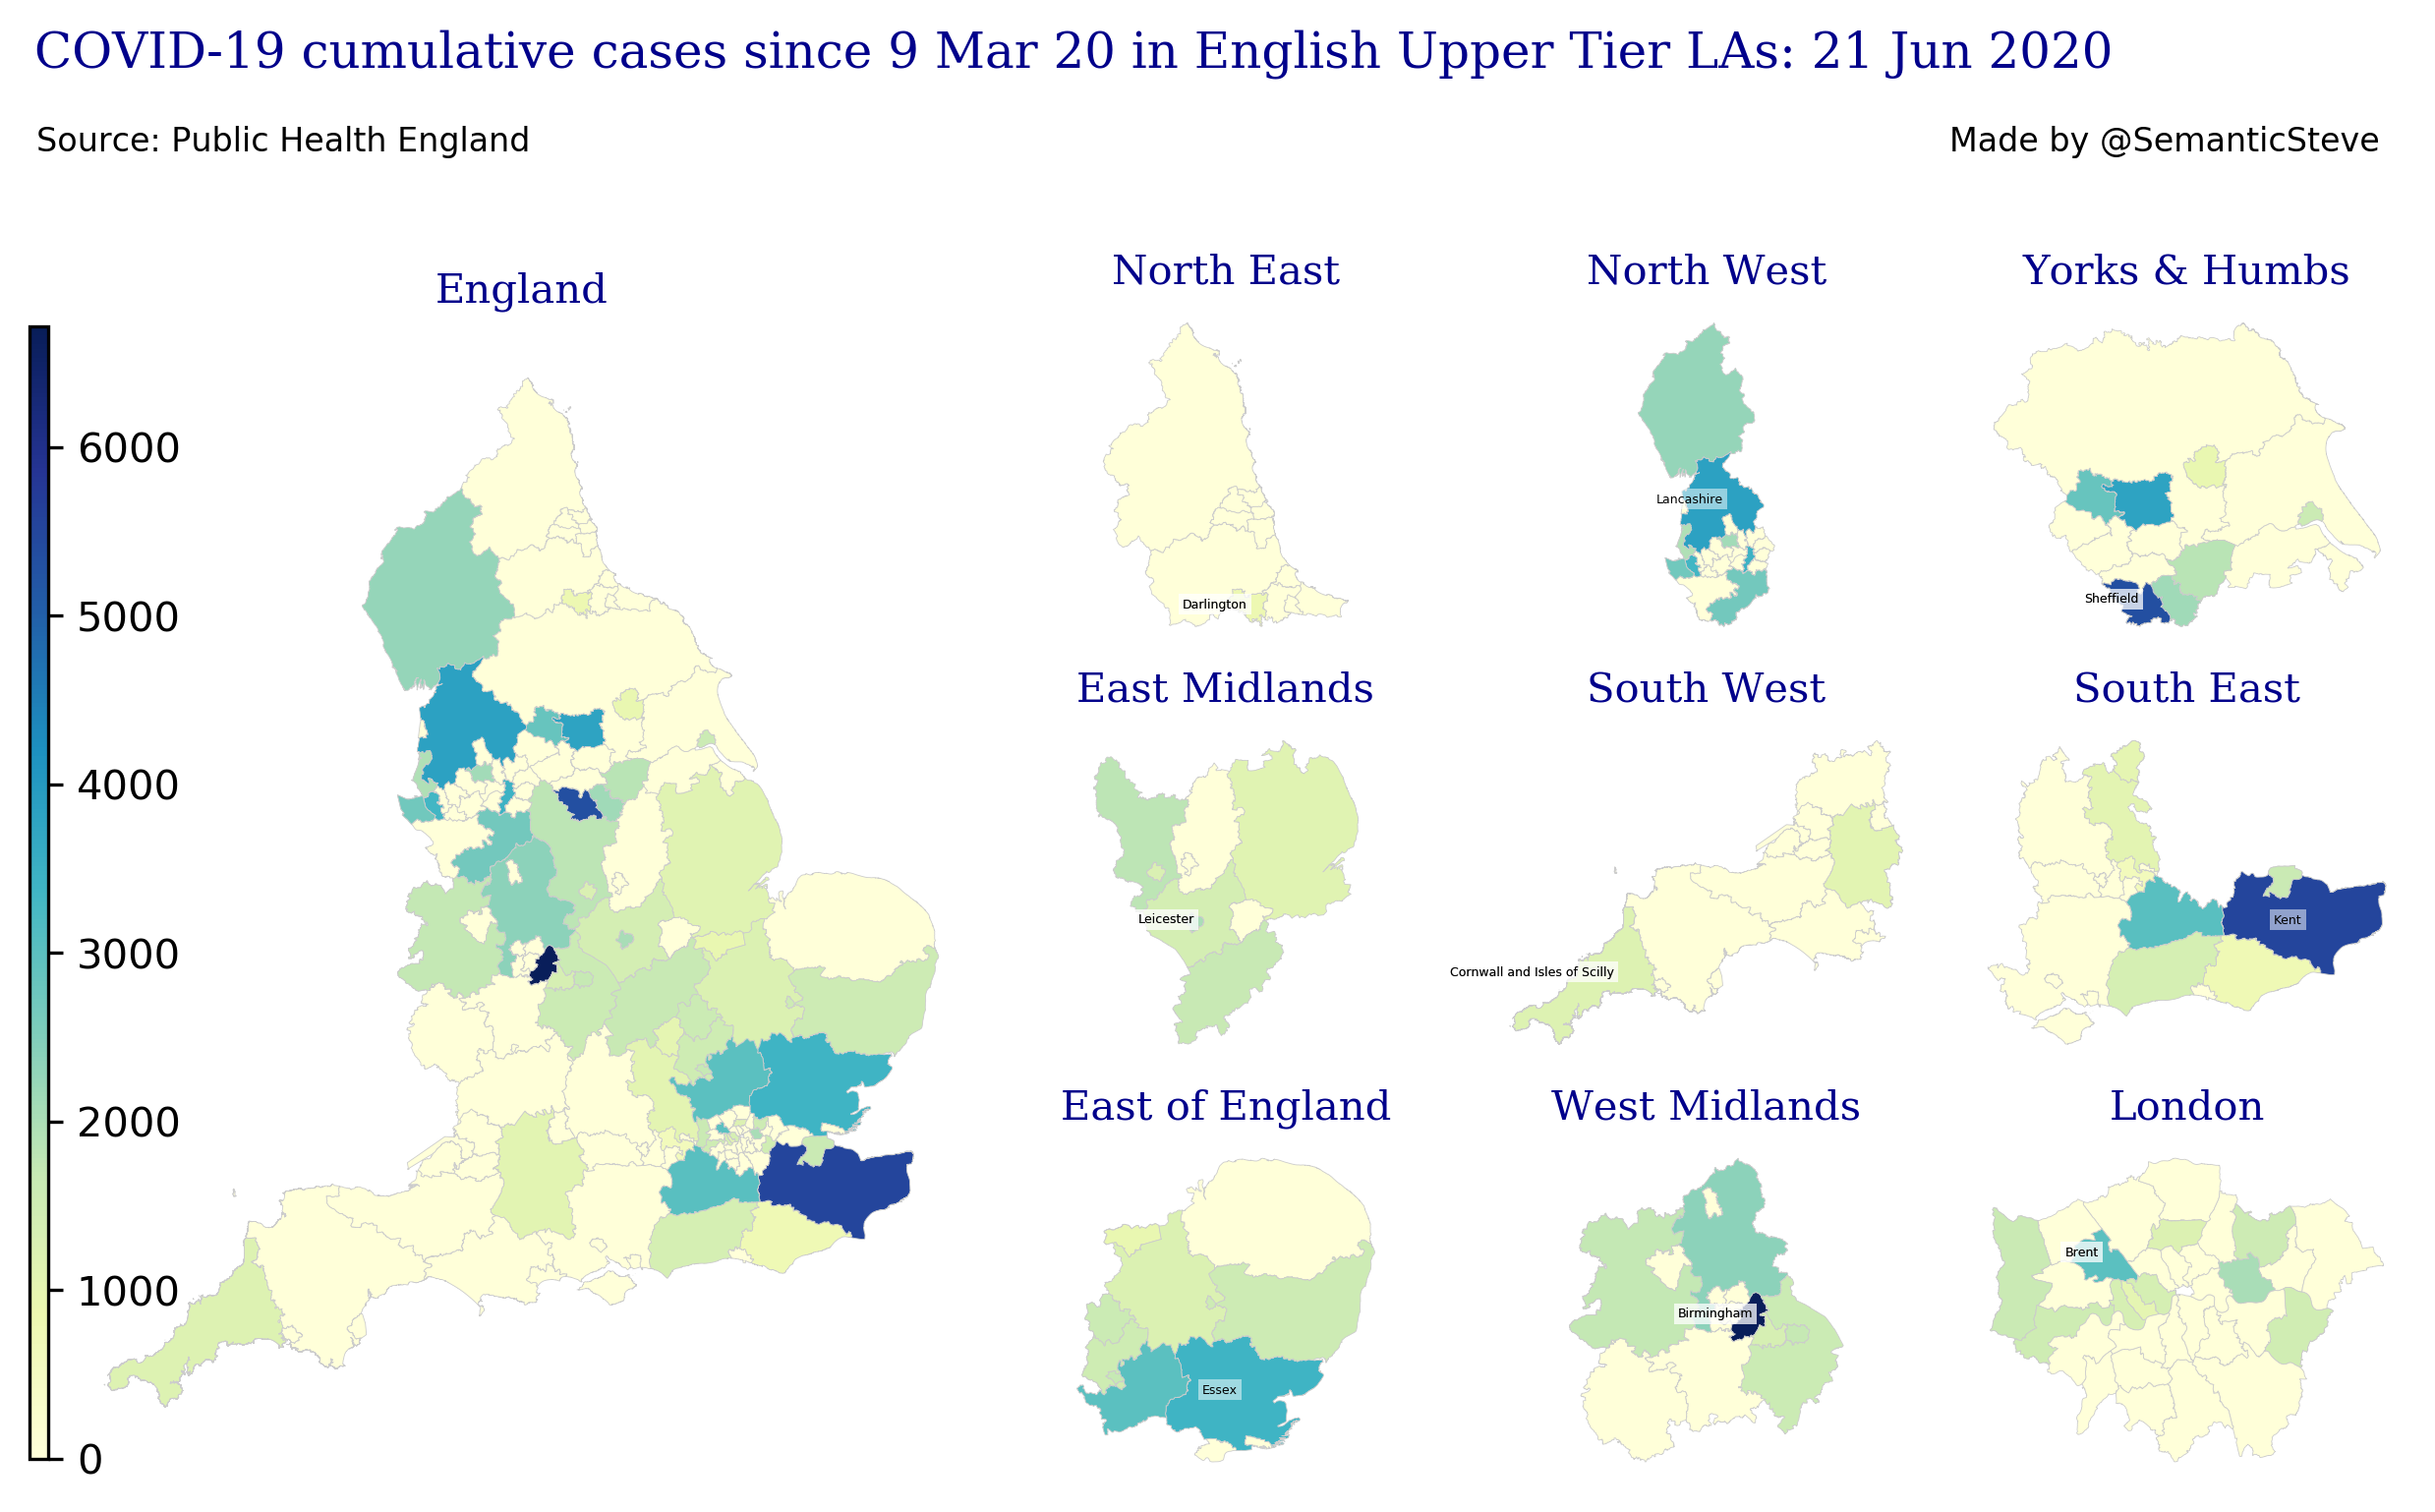 COVID-19 cumulative cases since 9 Mar 20 in English Upper Tier LAs: 21 Jun 2020
Source: Public Health England
Made by @SemanticSteve
England
6000
5000
4000
3000
2000
1000
0
North East
Darlington
North West
Lancashire
Yorks & Humbs
Sheffield
East Midlands
Leicester
South West
Cornwall and Isles of Scilly
South East
Kent
East of England
Essex
West Midlands
Birmingham
London
Brent